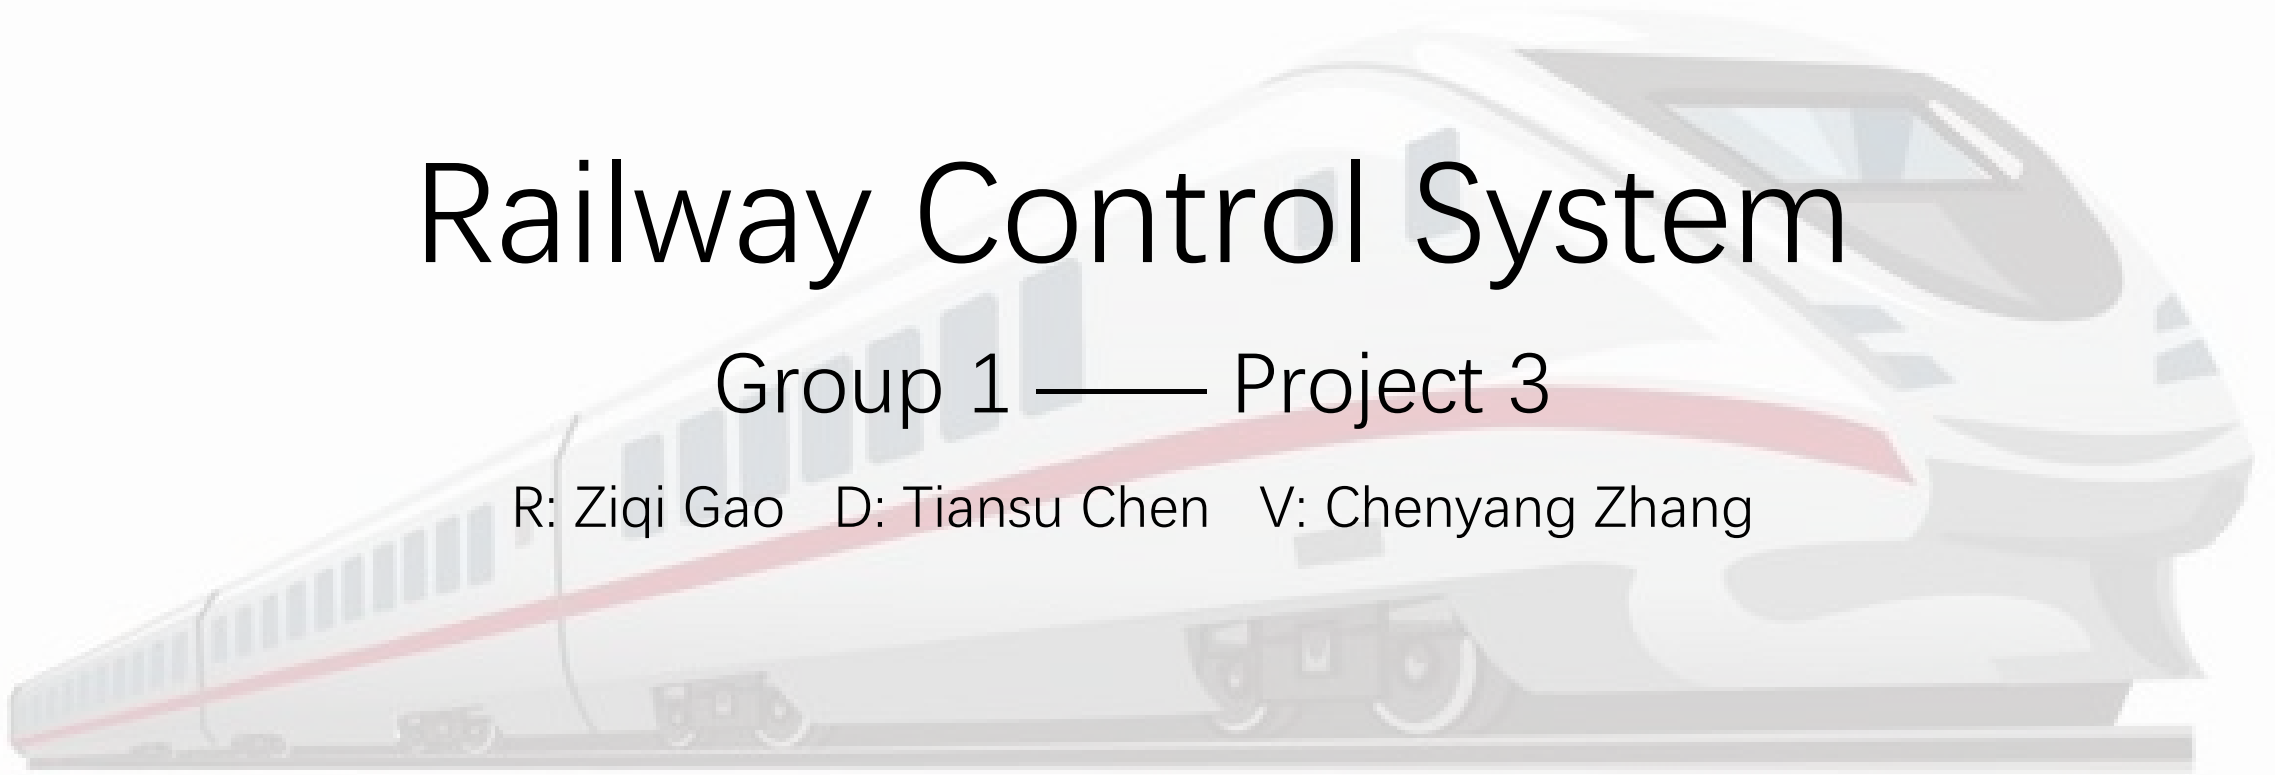 Railway Control System
Group 1 —— Project 3
R: Ziqi Gao   D: Tiansu Chen   V: Chenyang Zhang